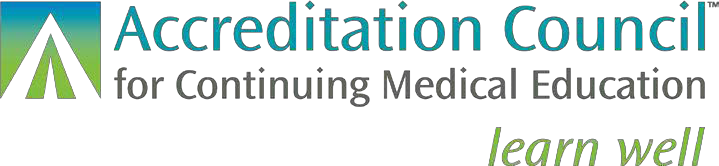 Accreditation Council™
for Continuing Medical Education
learn well